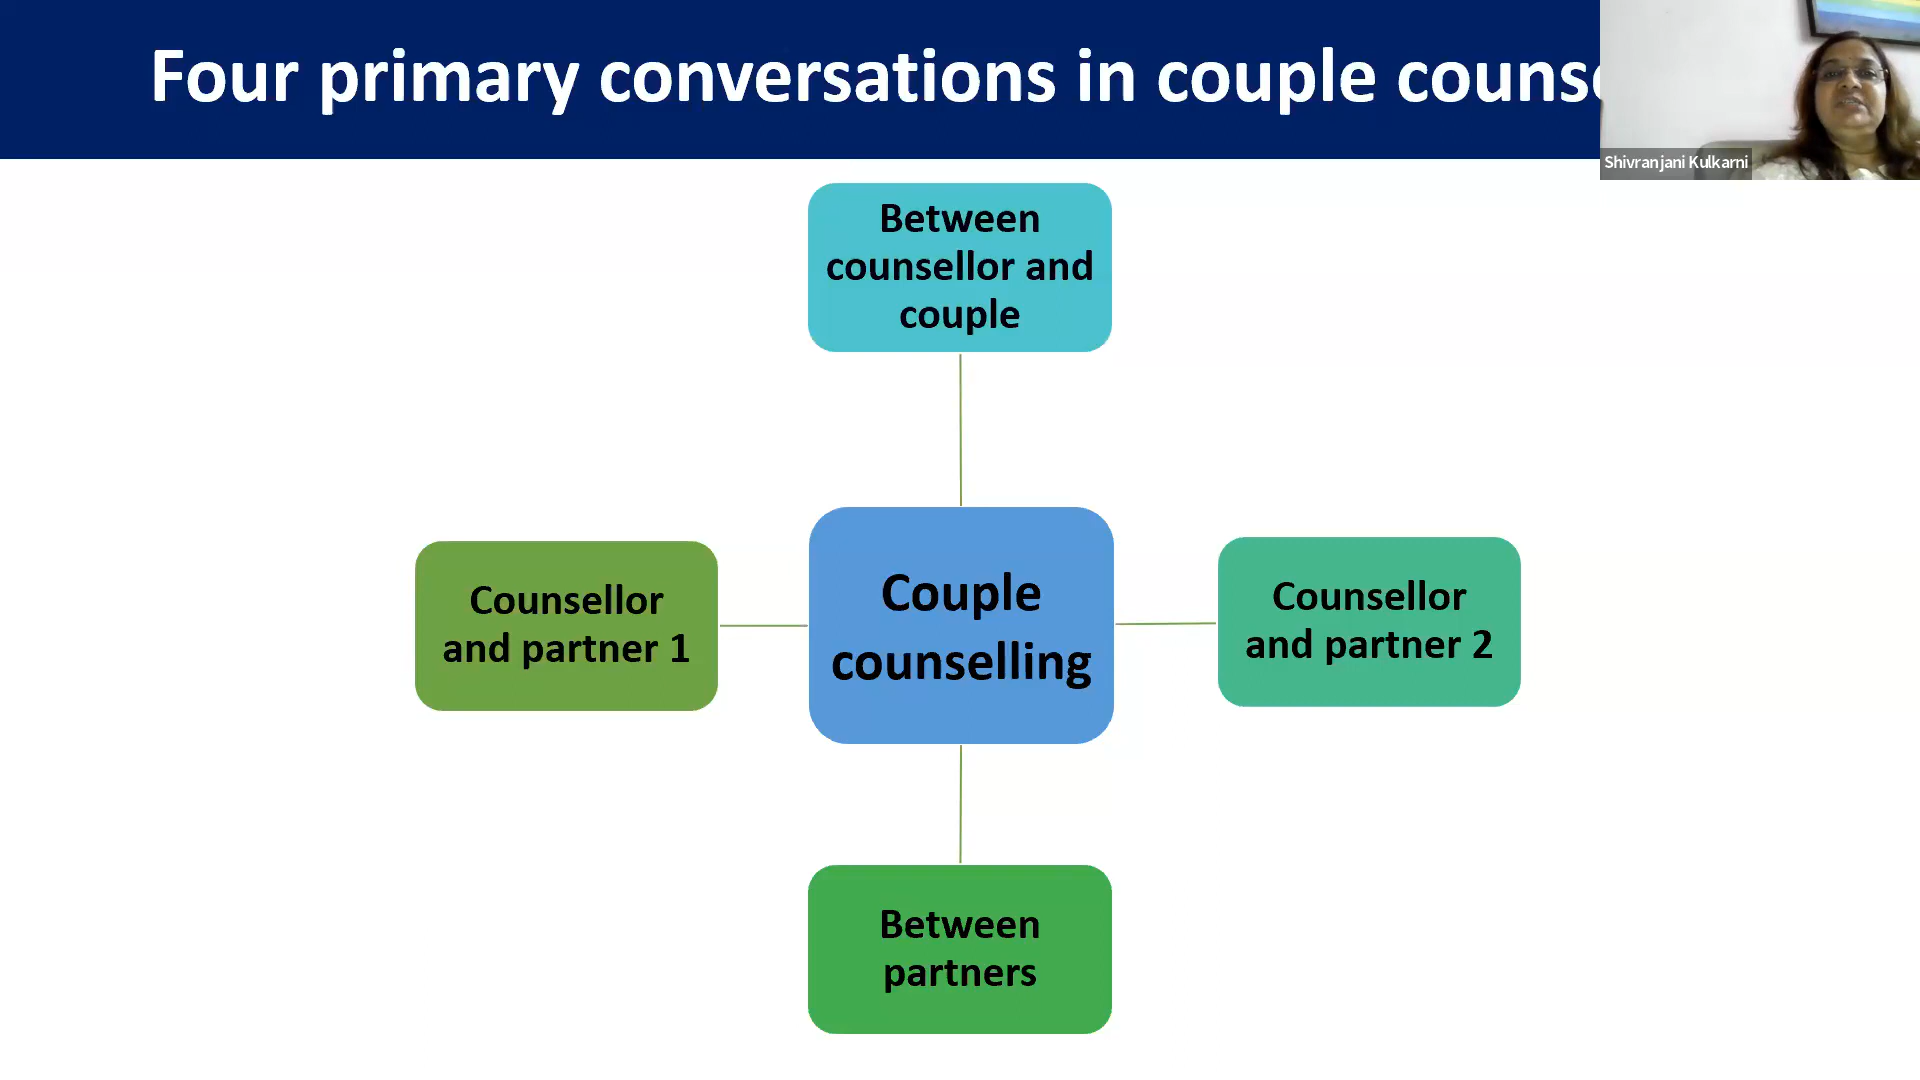 Four primary conversations in couple
Shivranjani Kulkarni
Between
counsellor and
couple
Counsellor
and partner 1
Couple
counselling
Counsellor
and partner 2
Between
partners